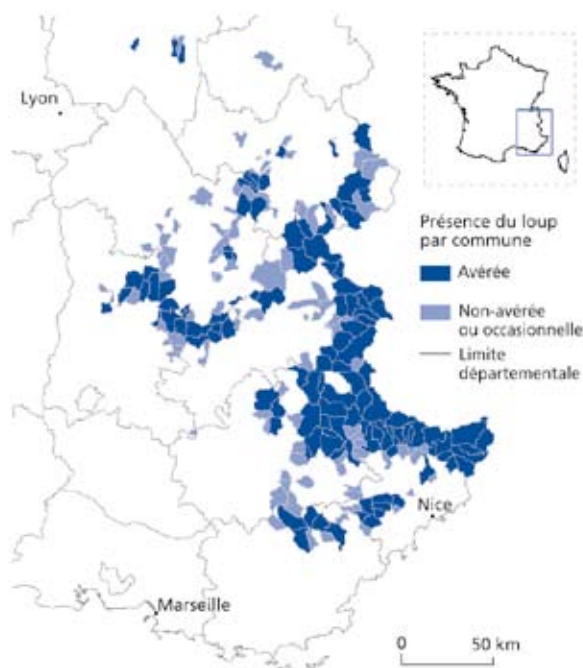 Lyon
Présence du loup
par commune
Avérée
Non-avérée
ou occasionnelle
Limite
départementale
Nice
Marseille
0 50 km